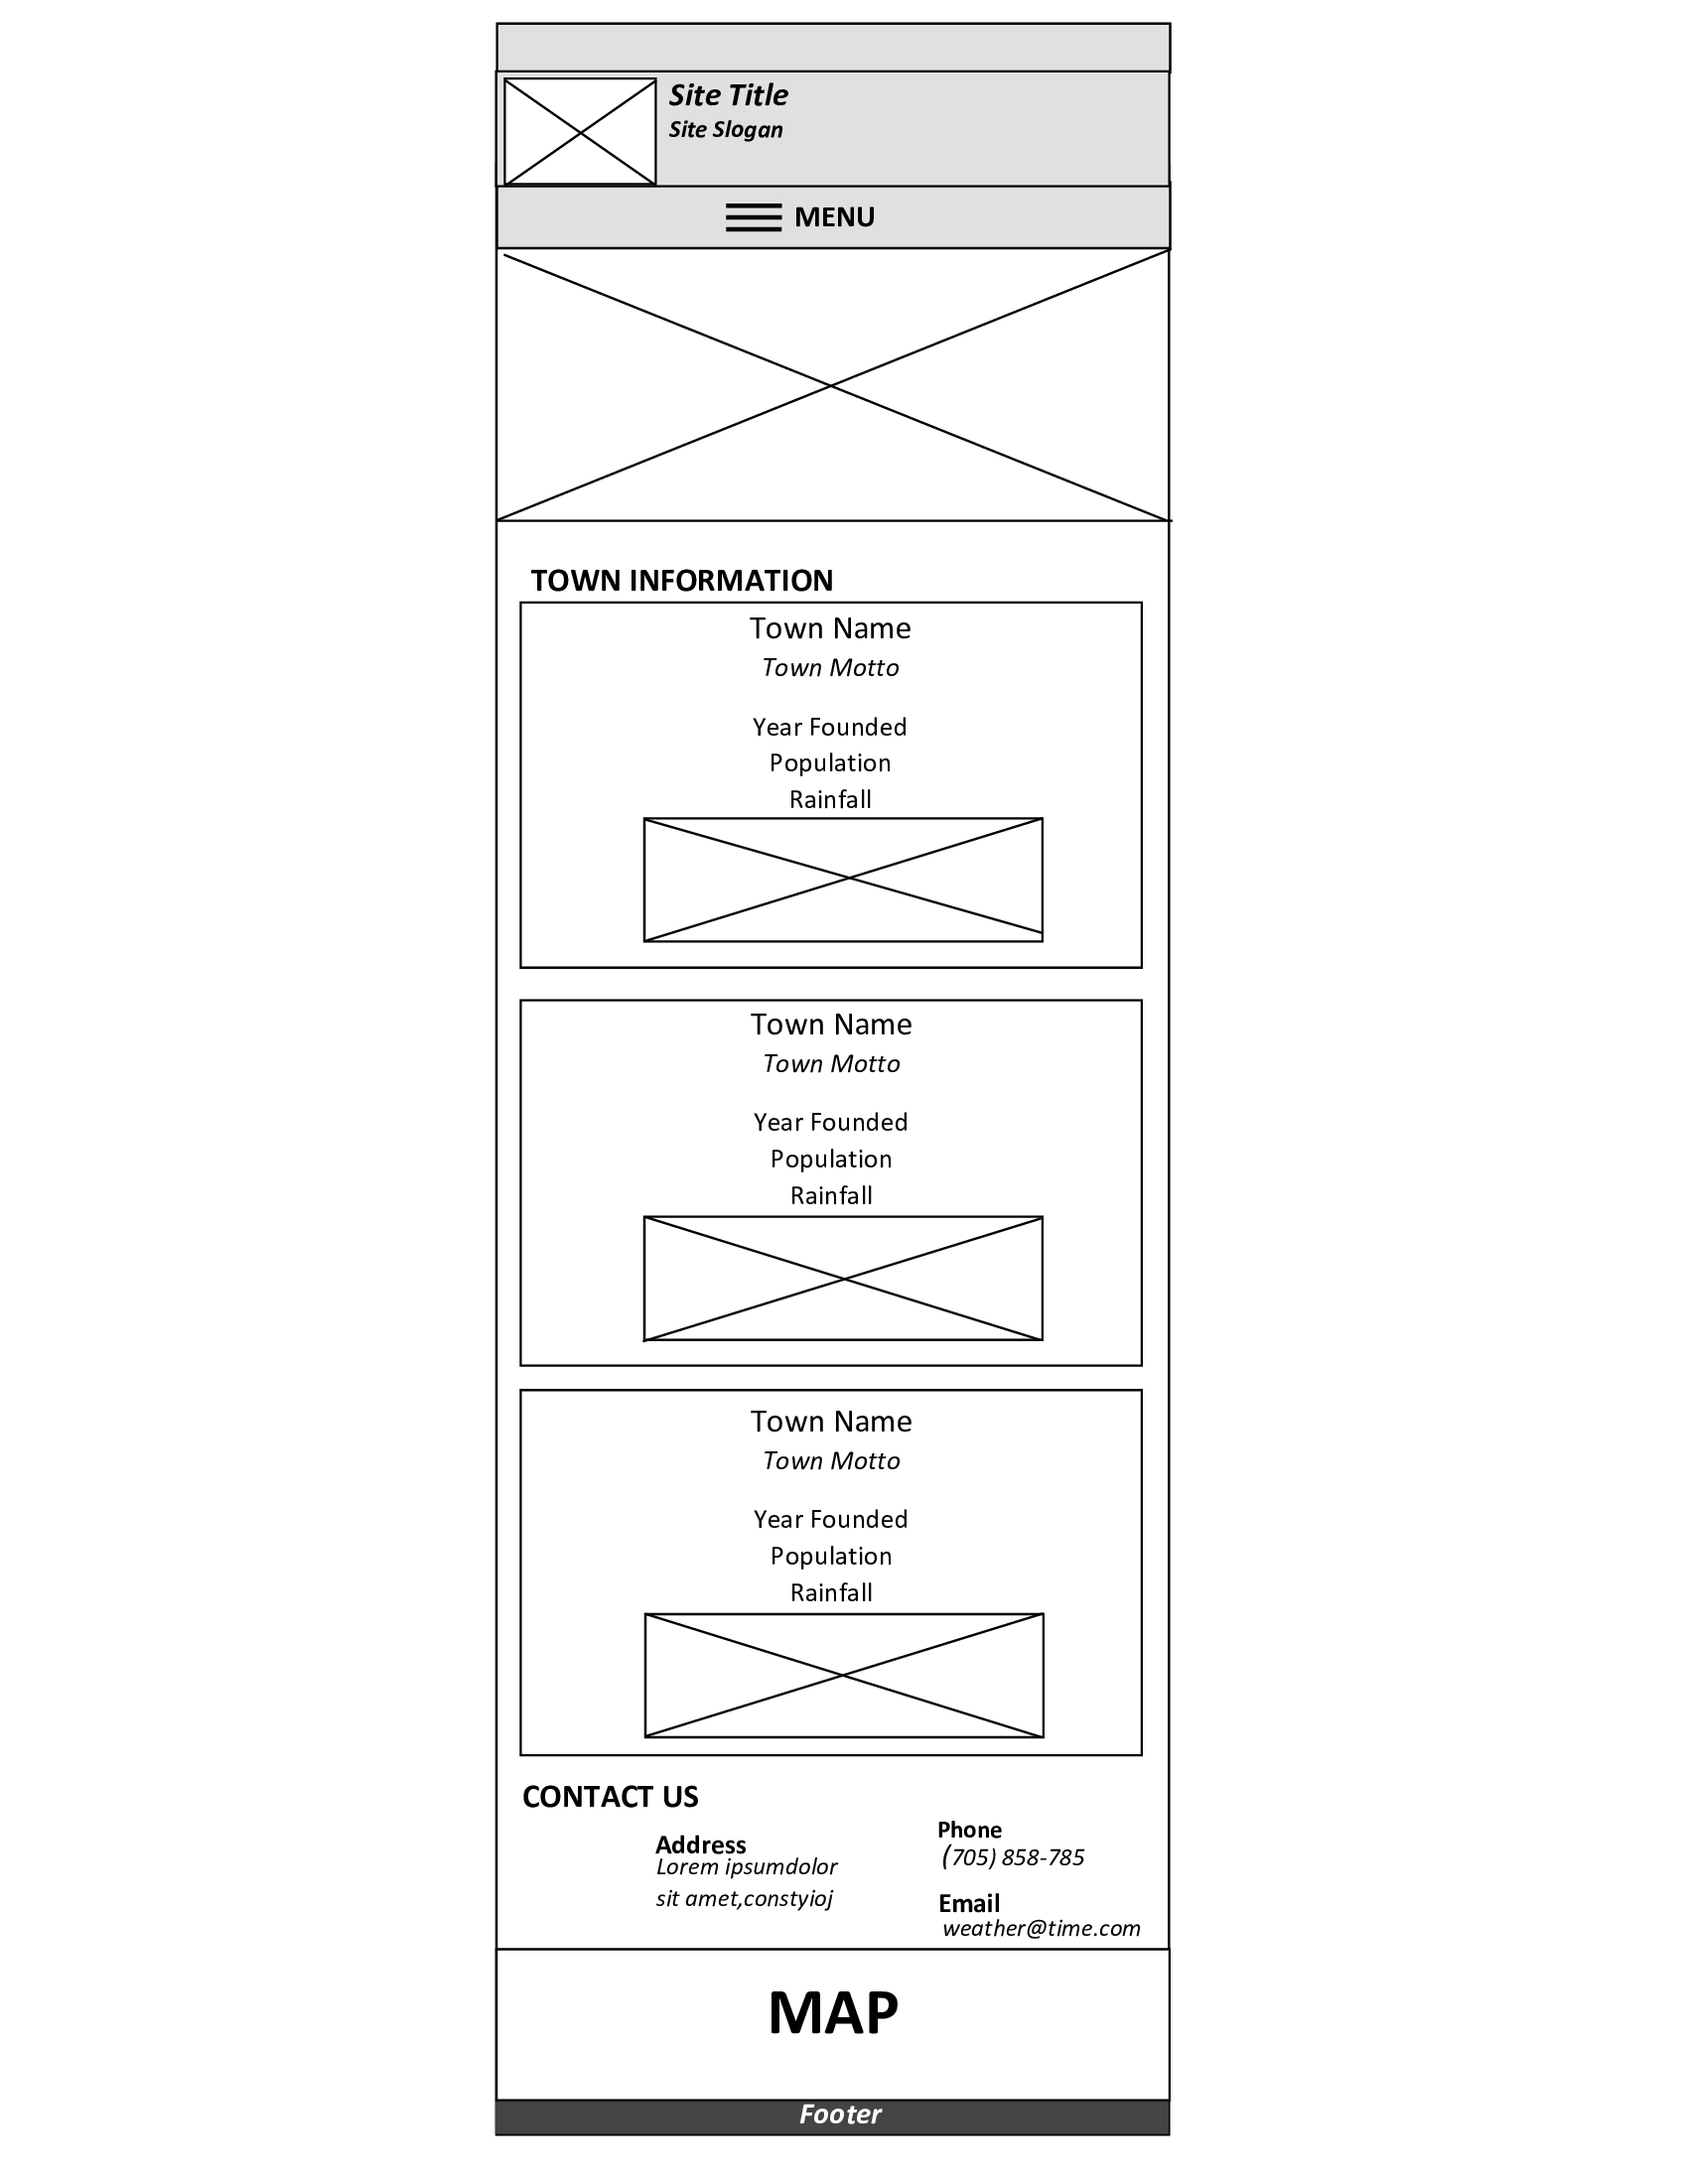 Site Title
Site Slogan
MENU
TOWN INFORMATION
Town Name
Town Motto
Year Founded
Population
Rainfall
Town Name
Town Motto
Year Founded
Population
Rainfall
Town Name
Town Motto
Year Founded
Population
Rainfall
CONTACT US
Address
Lorem ipsumdolor
sit amet,constyioj
Phone
(705) 858-785
Email
weather@time.com
MAP
Footer